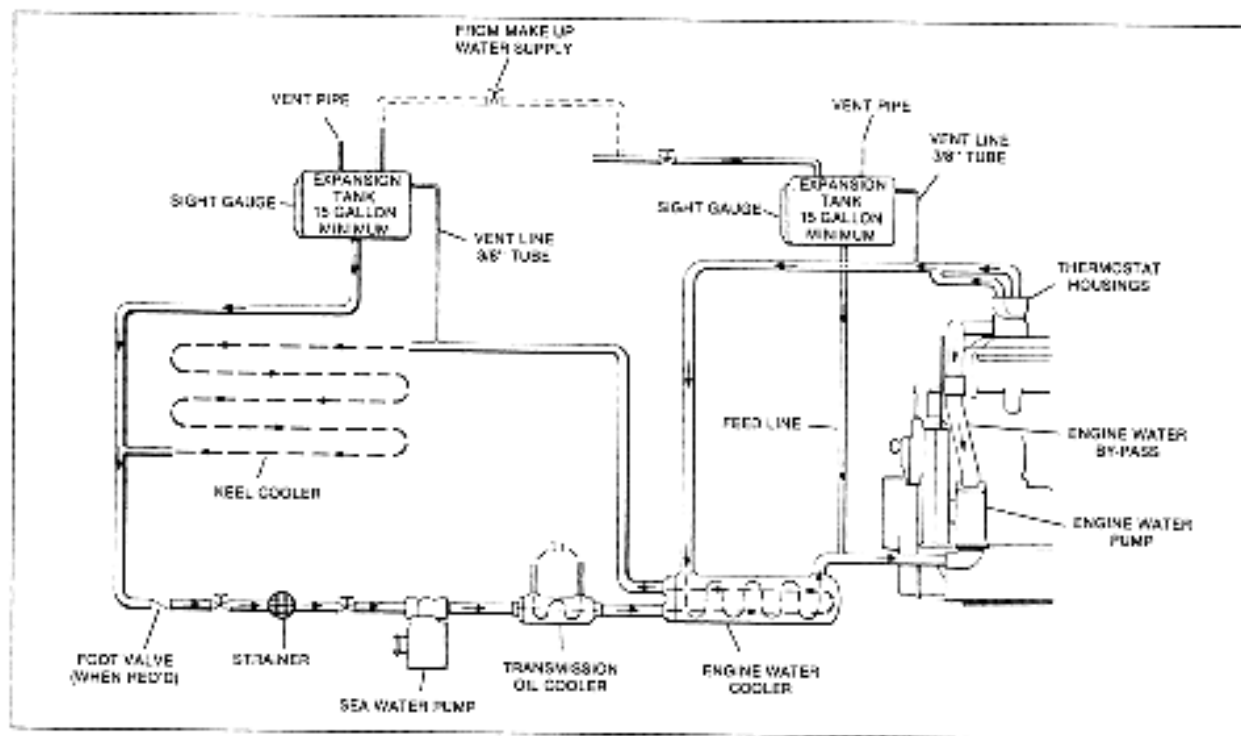 FROM MAKE UP
WATER SUPPLY
VENT PIPE
VENT PIPE
VENT LINE
3/8" TUBE
SIGHT GAUGE
EXPANSION
TANK
15 GALLON
MINIMUM
SIGHT GAUGE
EXPANSION
TANK
15 GALLON
MINIMUM
VENT LINE
3/8" TUBE
THERMOSTAT
HOUSINGS
FEED LINE
ENGINE WATER
BY-PASS
KEEL COOLER
ENGINE WATER
PUMP
FOOT VALVE
(WHEN REQ'D)
STRAINER
SEA WATER PUMP
TRANSMISSION
OIL COOLER
ENGINE WATER
COOLER